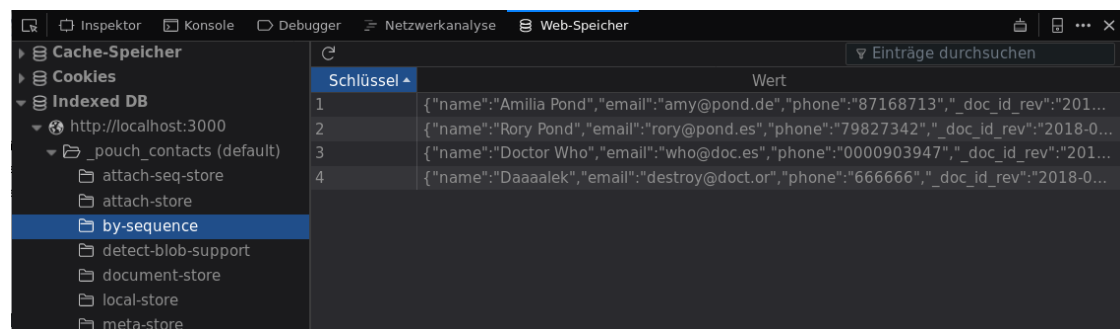 Inspektor Konsole Debugger Netzwerkanalyse Web-Speicher
Cache-Speicher
Cookies
Indexed DB
http://localhost:3000
_pouch_contacts (default)
attach-seq-store
attach-store
by-sequence
detect-blob-support
document-store
local-store
meta-store
Einträge durchsuchen
Schlüssel Wert
1 {"name":"Amilia Pond","email":"amy@pond.de","phone":"87168713","_doc_id_rev":"201...
2 {"name":"Rory Pond","email":"rory@pond.es","phone":"79827342","_doc_id_rev":"2018-0...
3 {"name":"Doctor Who","email":"who@doc.es","phone":"0000903947","_doc_id_rev":"201...
4 {"name":"Daaaalek","email":"destroy@doct.or","phone":"666666","_doc_id_rev":"2018-0...